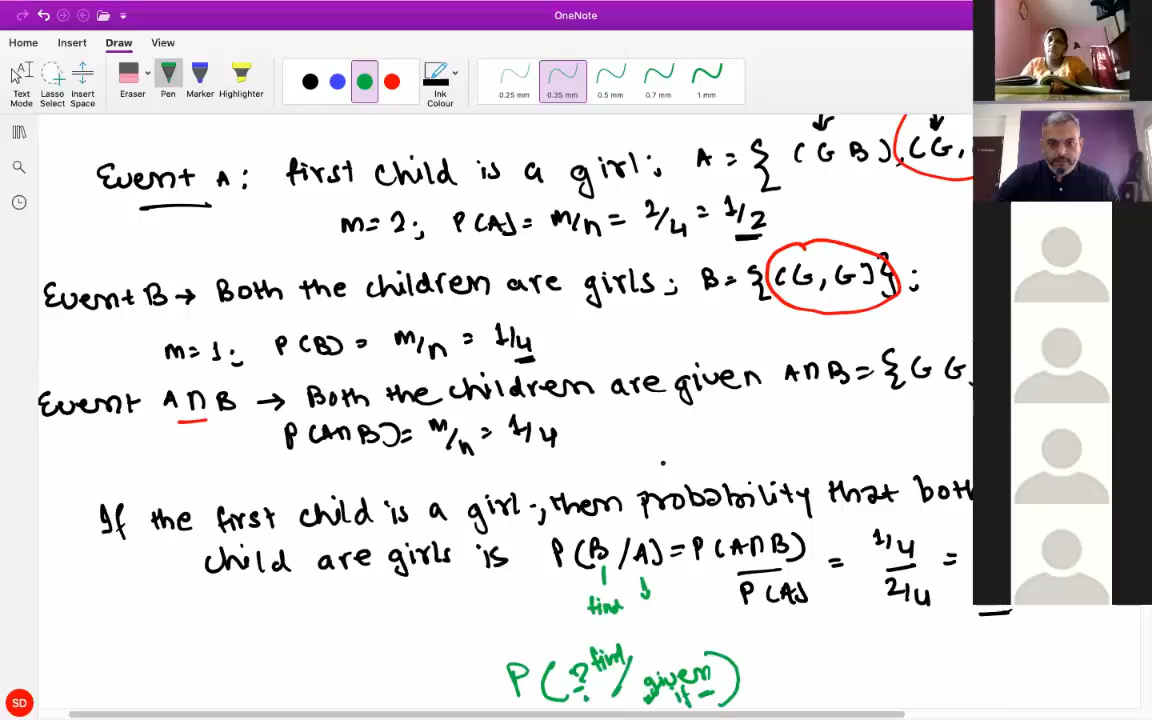 OneNote
Home Insert Draw View
Text Mode Lasso Select Insert Space Eraser Pen Marker Highlighter Ink Colour 0.25 mm 0.35 mm 0.5 mm 0.7 mm 1 mm
Event A: first child is a girl; A = { (G B), (G,
m = 2; P(A) = m/n = 2/4 = 1/2
Event B → Both the children are girls; B = {(G, G)};
m = 1; P(B) = m/n = 1/4
Event A∩B → Both the children are given A∩B = {G G,
P(A∩B) = m/n = 1/4
If the first child is a girl, then probability that both
child are girls is P(B/A) = P(A∩B)/P(A) = 1/4 / 2/4 =
find
P(? find/given if)
SD